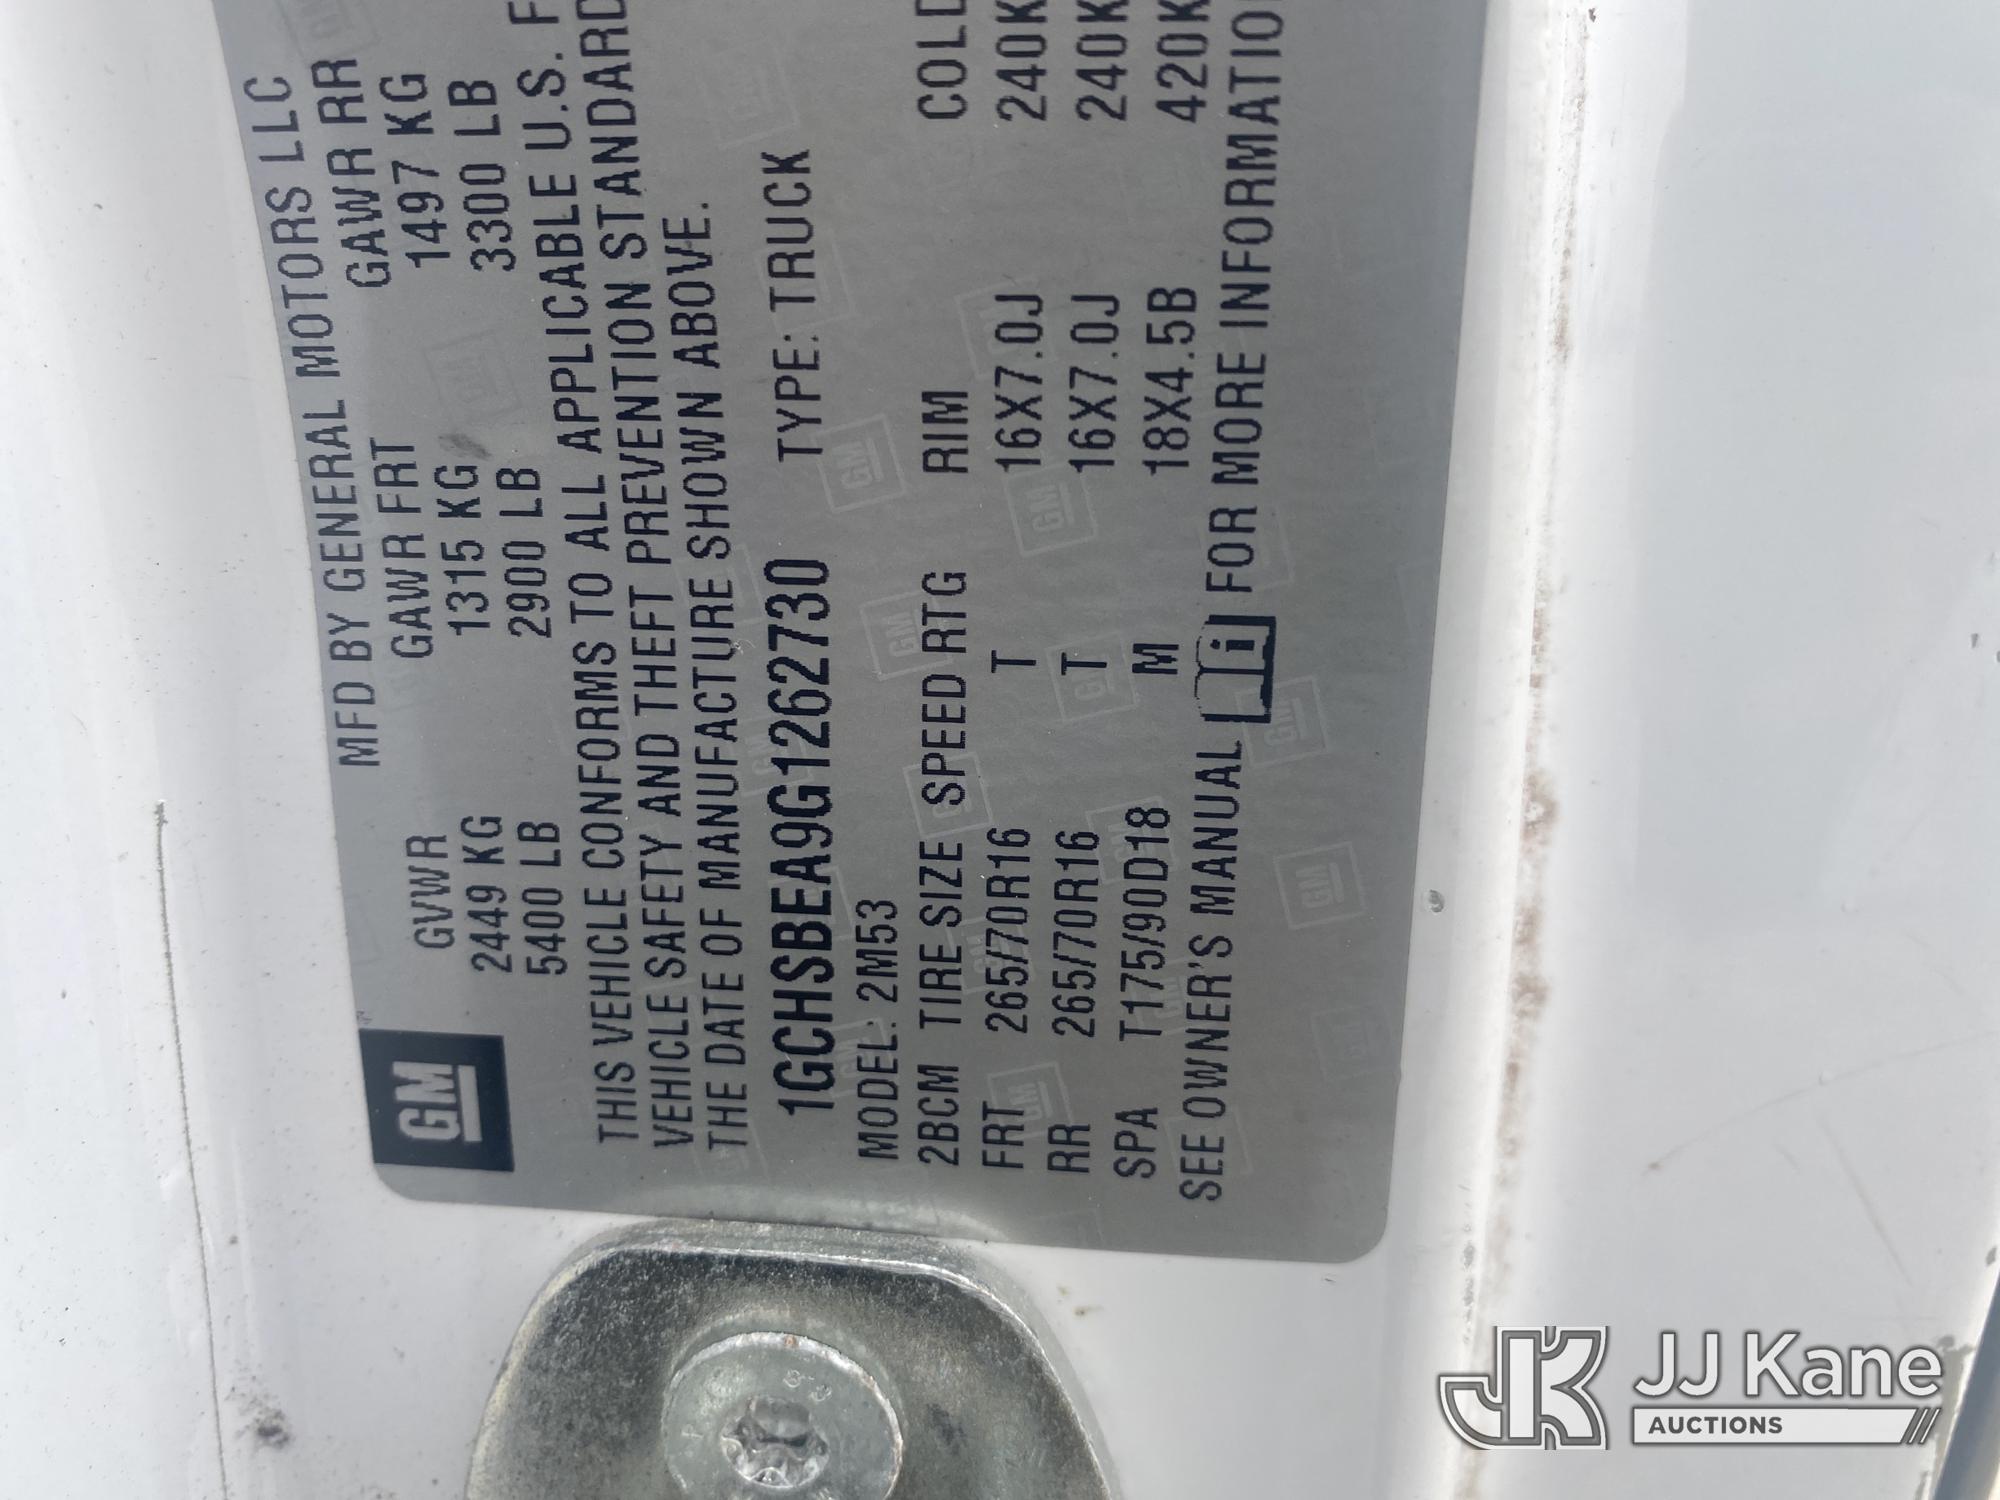 MFD BY GENERAL MOTORS LLC
GVWR GAWR FRT GAWR RR
2449 KG 1315 KG 1497 KG
5400 LB 2900 LB 3300 LB
THIS VEHICLE CONFORMS TO ALL APPLICABLE U.S. F
VEHICLE SAFETY AND THEFT PREVENTION STANDARD
THE DATE OF MANUFACTURE SHOWN ABOVE.
1GCHSBEA9G1262730 TYPE: TRUCK
MODEL: 2M53
2BCM TIRE SIZE SPEED RTG RIM COLD
FRT 265/70R16 T 16X7.0J 240K
RR 265/70R16 T 16X7.0J 240K
SPA T175/90D18 M 18X4.5B 420K
SEE OWNER'S MANUAL i FOR MORE INFORMATIO
GM
JK JJ Kane
AUCTIONS